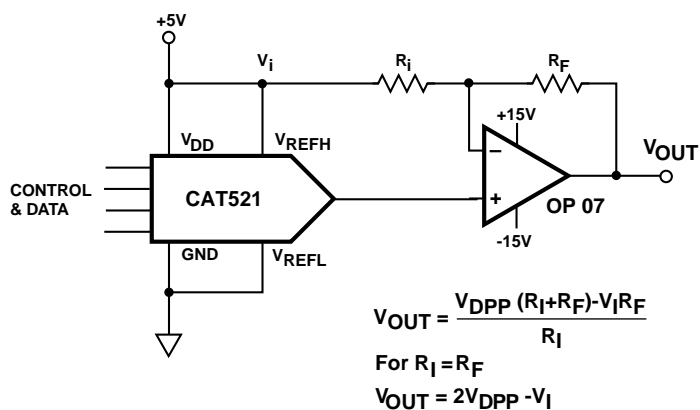 +5V
Vi
Ri
RF
+15V
VDD
VREFH
–
VOUT
CONTROL
& DATA
CAT521
+
OP 07
-15V
GND
VREFL
VOUT = VDPP (RI+RF)-VIRF
RI
For RI =RF
VOUT = 2VDPP -VI